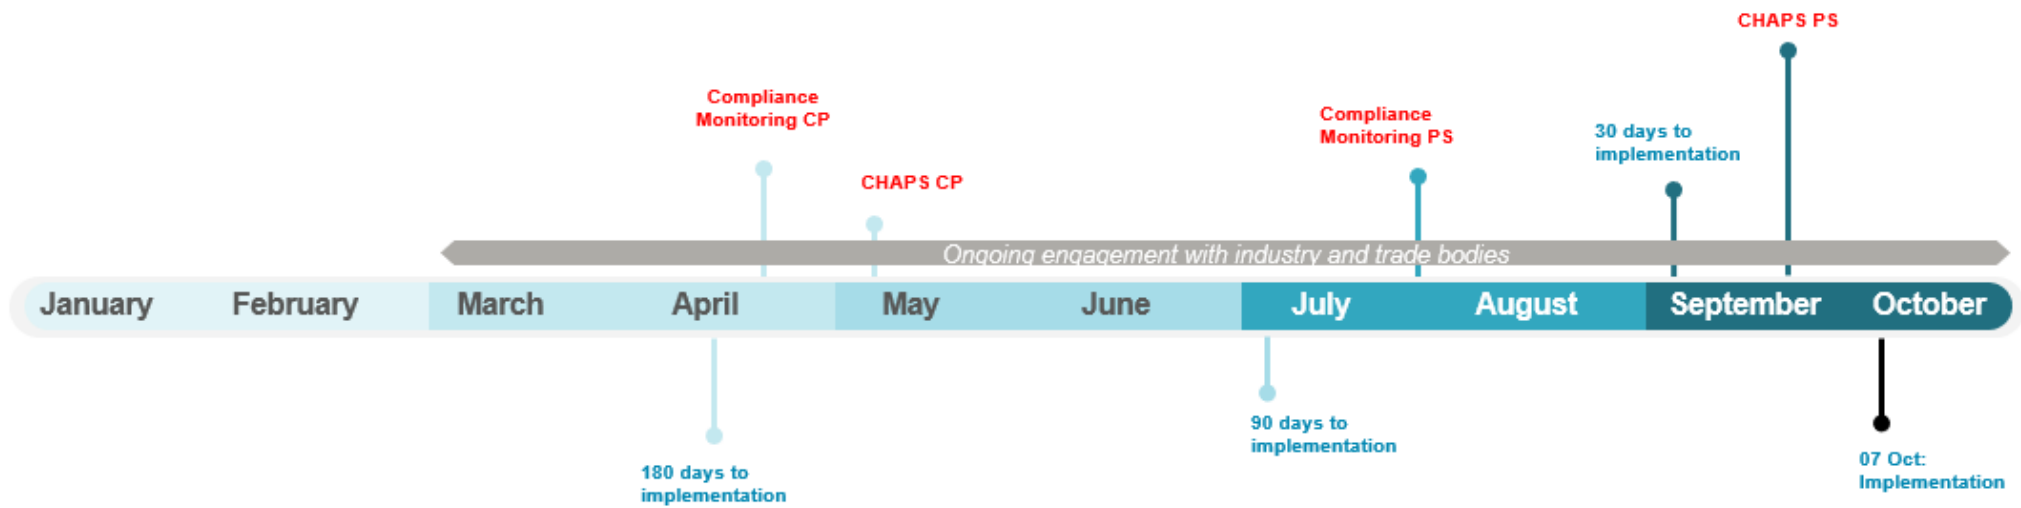 CHAPS PS
Compliance
Monitoring CP
Compliance
Monitoring PS
30 days to
implementation
CHAPS CP
Ongoing engagement with industry and trade bodies
January
February
March
April
May
June
July
August
September
October
180 days to
implementation
90 days to
implementation
07 Oct:
Implementation